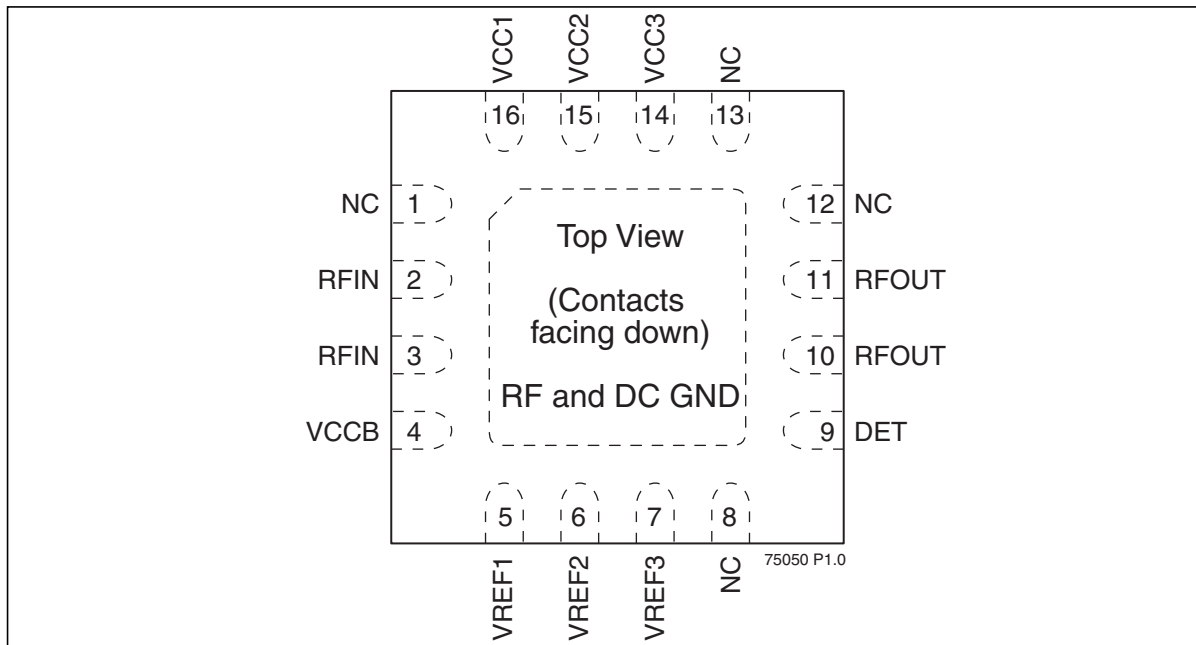 VCC1
VCC2
VCC3
NC
16
15
14
13
NC 1
12 NC
RFIN 2
11 RFOUT
RFIN 3
10 RFOUT
VCCB 4
9 DET
Top View
(Contacts
facing down)
RF and DC GND
5
6
7
8
VREF1
VREF2
VREF3
NC
75050 P1.0